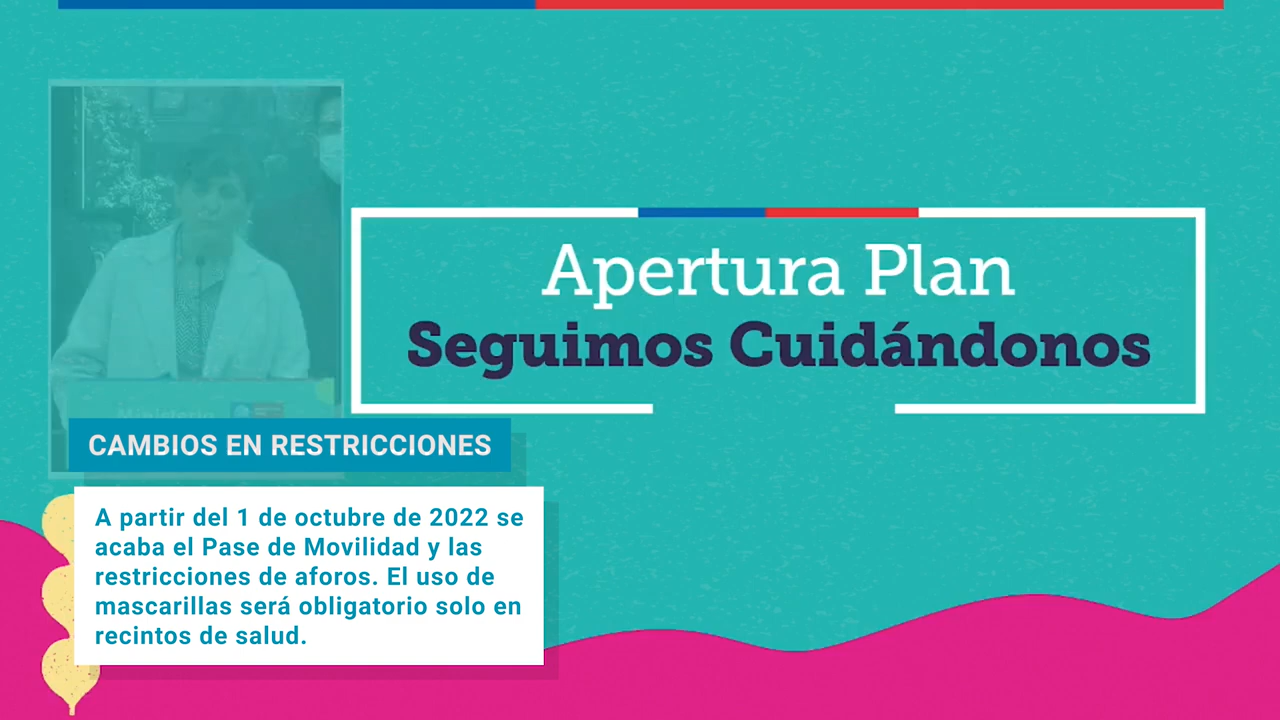 Apertura Plan
Seguimos Cuidándonos
Ministerio
CAMBIOS EN RESTRICCIONES
A partir del 1 de octubre de 2022 se
acaba el Pase de Movilidad y las
restricciones de aforos. El uso de
mascarillas será obligatorio solo en
recintos de salud.